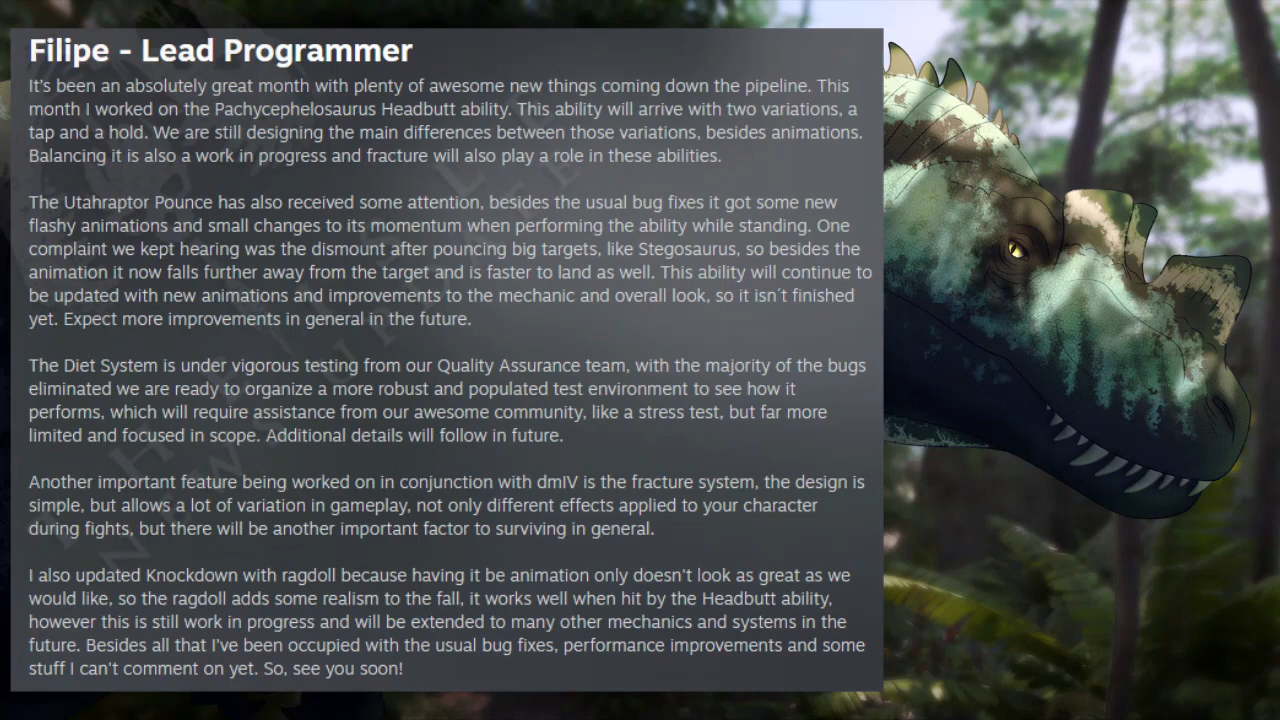 Filipe - Lead Programmer
It's been an absolutely great month with plenty of awesome new things coming down the pipeline. This
month I worked on the Pachycephelosaurus Headbutt ability. This ability will arrive with two variations, a
tap and a hold. We are still designing the main differences between those variations, besides animations.
Balancing it is also a work in progress and fracture will also play a role in these abilities.
The Utahraptor Pounce has also received some attention, besides the usual bug fixes it got some new
flashy animations and small changes to its momentum when performing the ability while standing. One
complaint we kept hearing was the dismount after pouncing big targets, like Stegosaurus, so besides the
animation it now falls further away from the target and is faster to land as well. This ability will continue to
be updated with new animations and improvements to the mechanic and overall look, so it isn´t finished
yet. Expect more improvements in general in the future.
The Diet System is under vigorous testing from our Quality Assurance team, with the majority of the bugs
eliminated we are ready to organize a more robust and populated test environment to see how it
performs, which will require assistance from our awesome community, like a stress test, but far more
limited and focused in scope. Additional details will follow in future.
Another important feature being worked on in conjunction with dmIV is the fracture system, the design is
simple, but allows a lot of variation in gameplay, not only different effects applied to your character
during fights, but there will be another important factor to surviving in general.
I also updated Knockdown with ragdoll because having it be animation only doesn't look as great as we
would like, so the ragdoll adds some realism to the fall, it works well when hit by the Headbutt ability,
however this is still work in progress and will be extended to many other mechanics and systems in the
future. Besides all that I've been occupied with the usual bug fixes, performance improvements and some
stuff I can't comment on yet. So, see you soon!